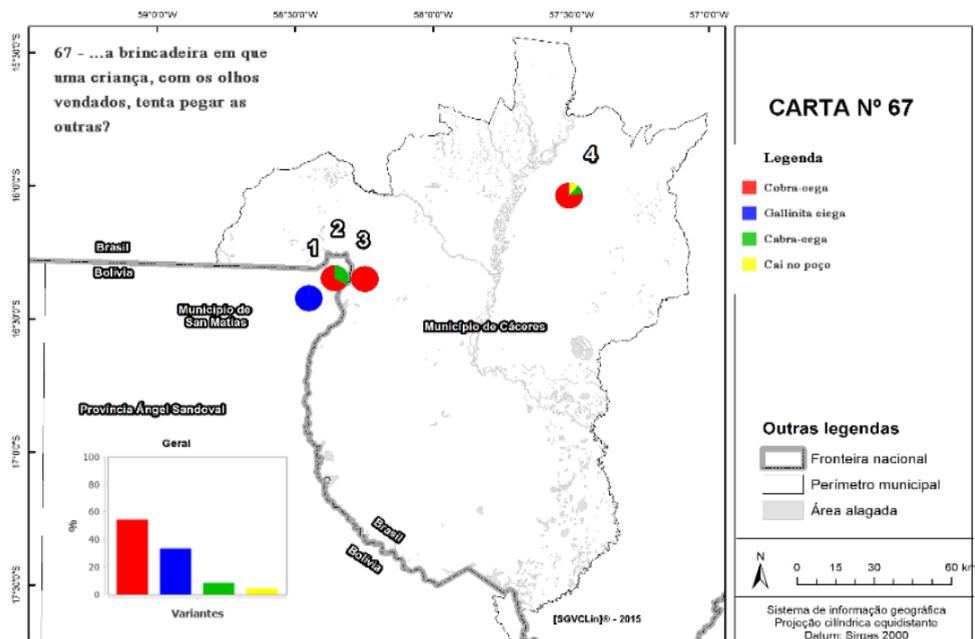 59°0'0"W 58°30'0"W 58°0'0"W 57°30'0"W 57°0'0"W
15°30'0"S
16°0'0"S
16°30'0"S
17°0'0"S
17°30'0"S
67 - ...a brincadeira em que
uma criança, com os olhos
vendados, tenta pegar as
outras?
4
2
1
3
Brasil
Bolívia
Município de
San Matias
Município de Cáceres
Província Ángel Sandoval
Geral
100
80
60
40
20
0
%
Variantes
Brasil
Bolívia
[SGVCLin]® - 2015
CARTA Nº 67
Legenda
Cobra-cega
Gallinita ciega
Cabra-cega
Cai no poço
Outras legendas
Fronteira nacional
Perímetro municipal
Área alagada
N
0 15 30 60 km
Sistema de informação geográfica
Projeção cilíndrica equidistante
Datum: Sirgas 2000